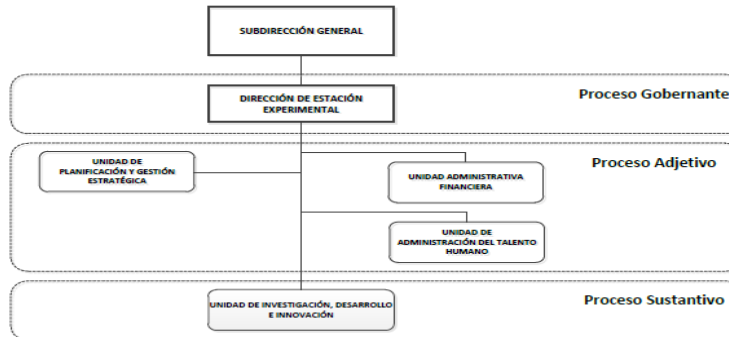 SUBDIRECCIÓN GENERAL
DIRECCIÓN DE ESTACIÓN
EXPERIMENTAL
Proceso Gobernante
UNIDAD DE
PLANIFICACIÓN Y GESTIÓN
ESTRATÉGICA
Proceso Adjetivo
UNIDAD ADMINISTRATIVA
FINANCIERA
UNIDAD DE
ADMINISTRACIÓN DEL TALENTO
HUMANO
UNIDAD DE INVESTIGACIÓN, DESARROLLO
E INNOVACIÓN
Proceso Sustantivo